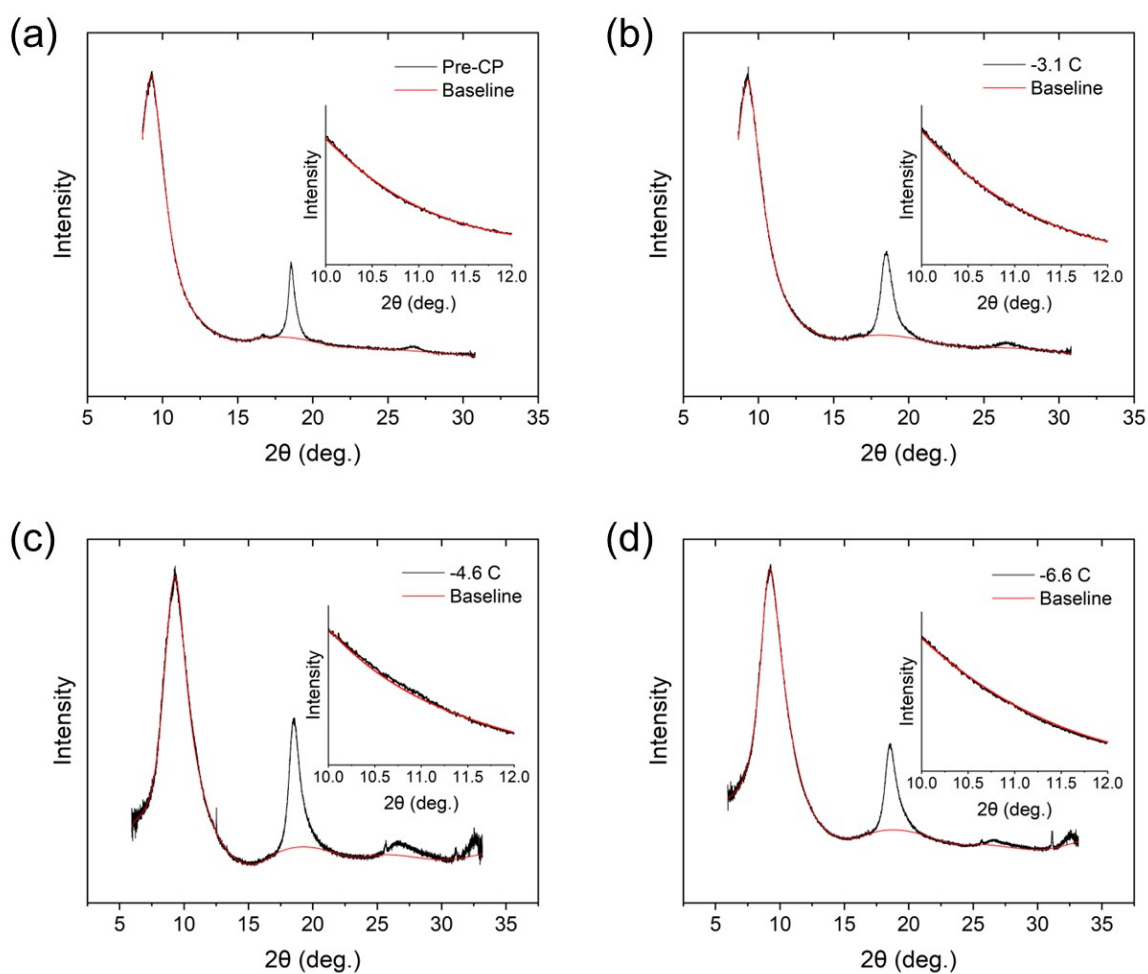 (a)
Pre-CP
Baseline
Intensity
Intensity
10.0 10.5 11.0 11.5 12.0
2θ (deg.)
5 10 15 20 25 30 35
2θ (deg.)
(b)
-3.1 C
Baseline
Intensity
Intensity
10.0 10.5 11.0 11.5 12.0
2θ (deg.)
5 10 15 20 25 30 35
2θ (deg.)
(c)
-4.6 C
Baseline
Intensity
Intensity
10.0 10.5 11.0 11.5 12.0
2θ (deg.)
5 10 15 20 25 30 35
2θ (deg.)
(d)
-6.6 C
Baseline
Intensity
Intensity
10.0 10.5 11.0 11.5 12.0
2θ (deg.)
5 10 15 20 25 30 35
2θ (deg.)